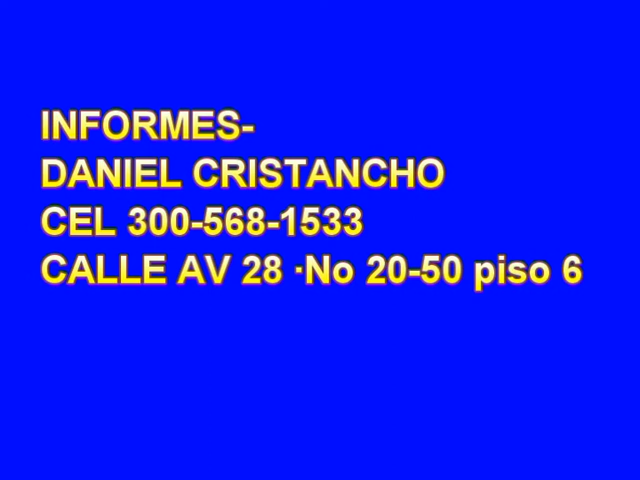 INFORMES-
DANIEL CRISTANCHO
CEL 300-568-1533
CALLE AV 28 ·No 20-50 piso 6